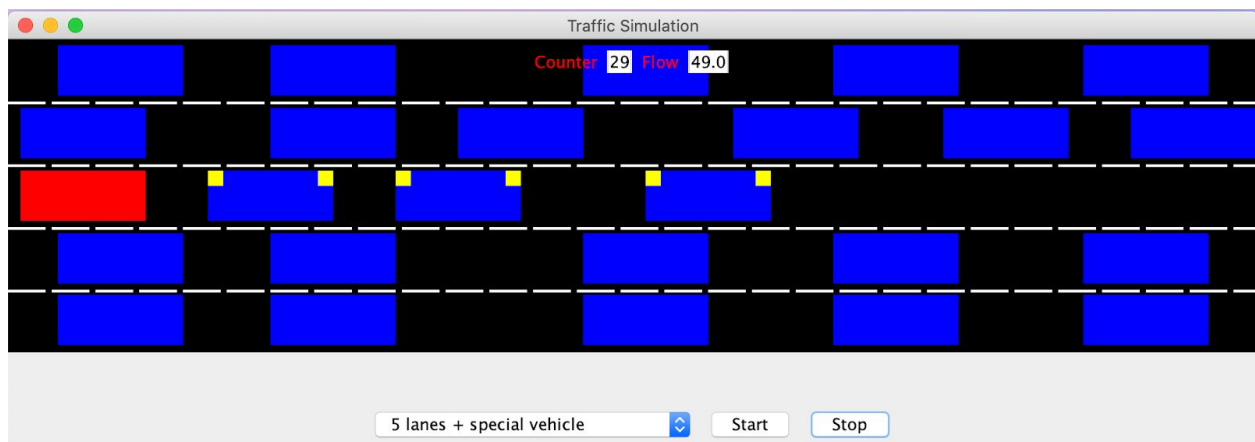 Traffic Simulation
Counter 29 Flow 49.0
5 lanes + special vehicle Start Stop